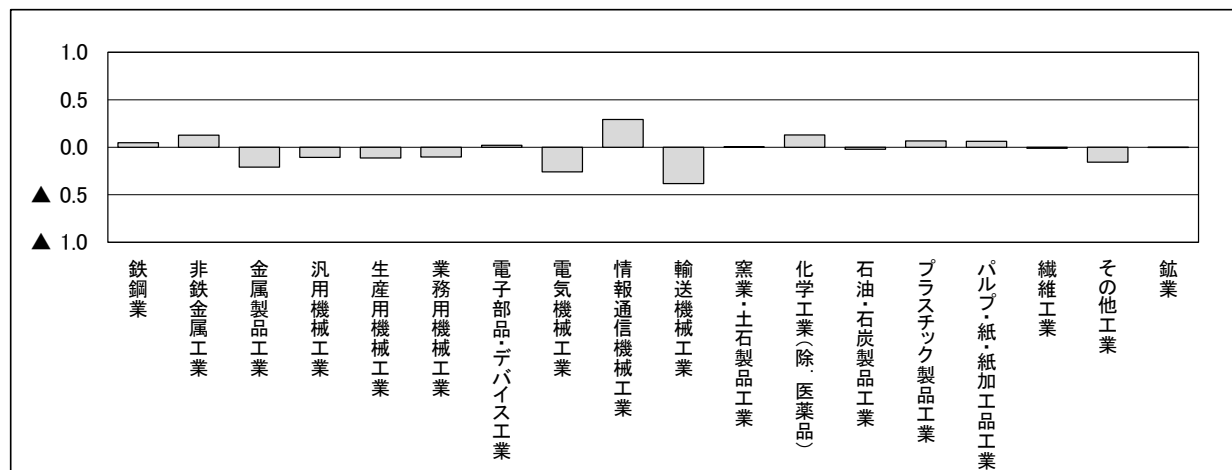 1.0
0.5
0.0
▲ 0.5
▲ 1.0
鉄鋼業
非鉄金属工業
金属製品工業
汎用機械工業
生産用機械工業
業務用機械工業
電子部品・デバイス工業
電気機械工業
情報通信機械工業
輸送機械工業
窯業・土石製品工業
化学工業(除.医薬品)
石油・石炭製品工業
プラスチック製品工業
パルプ・紙・紙加工品工業
繊維工業
その他工業
鉱業